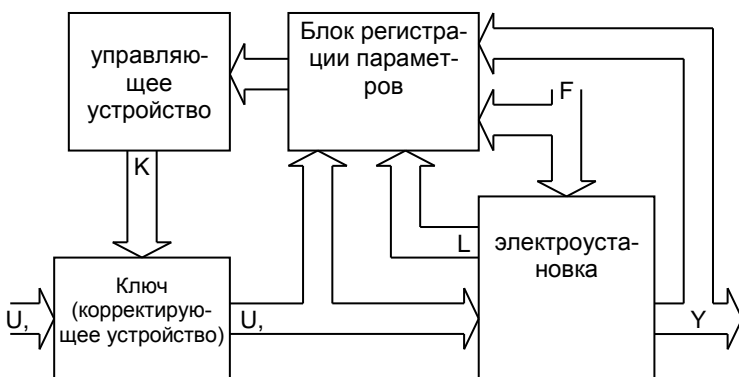 управляю-
щее
устройство
Блок регистра-
ции парамет-
ров
F
K
L
электроуста-
новка
Ключ
(корректирую-
щее устройство)
U,
U,
Y